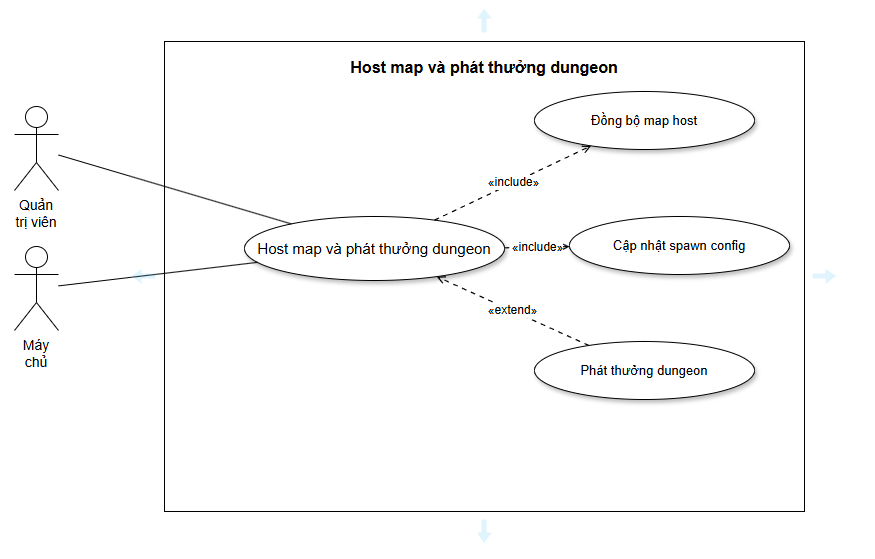 Host map và phát thưởng dungeon
Đồng bộ map host
«include»
Quản
trị viên
Host map và phát thưởng dungeon
«include»
Cập nhật spawn config
«extend»
Máy
chủ
Phát thưởng dungeon